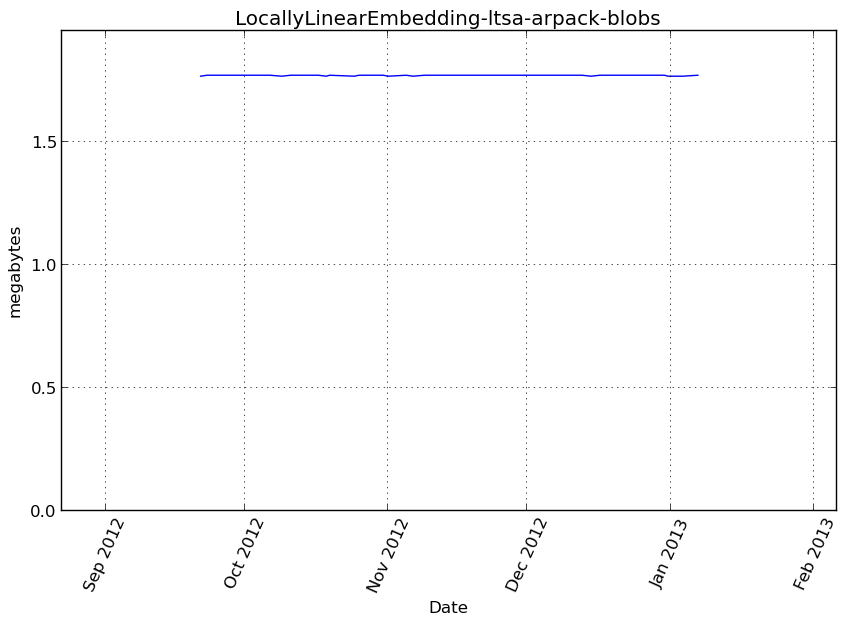 LocallyLinearEmbedding-ltsa-arpack-blobs
megabytes
1.5
1.0
0.5
0.0
Sep 2012
Oct 2012
Nov 2012
Dec 2012
Jan 2013
Feb 2013
Date